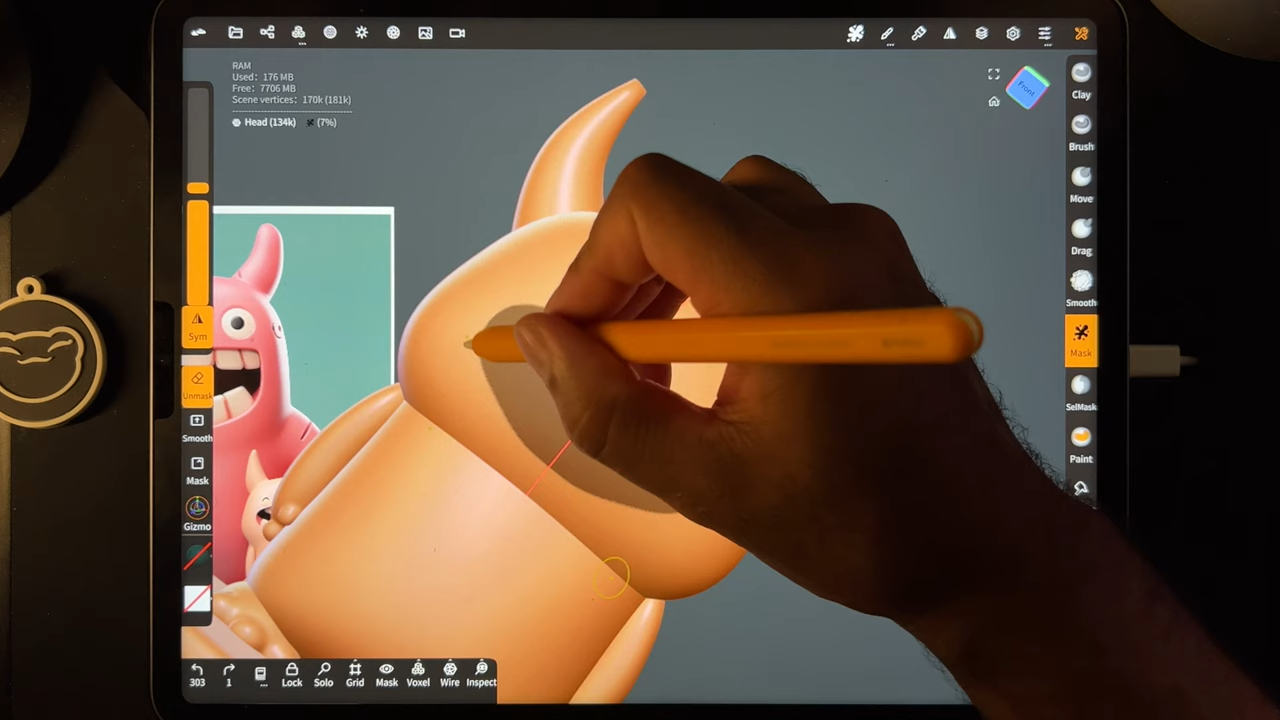 RAM
Used: 176 MB
Free: 7706 MB
Scene vertices: 170k (181k)
Head (134k) (7%)
Front
Clay
Brush
Move
Drag
Smooth
Mask
SelMask
Paint
Sym
Unmask
Smooth
Mask
Gizmo
303
1
Lock
Solo
Grid
Mask
Voxel
Wire
Inspect